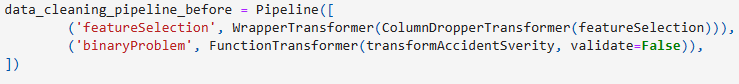 data_cleaning_pipeline_before = Pipeline([
('featureSelection', WrapperTransformer(ColumnDropperTransformer(featureSelection))),
('binaryProblem', FunctionTransformer(transformAccidentSverity, validate=False)),
])